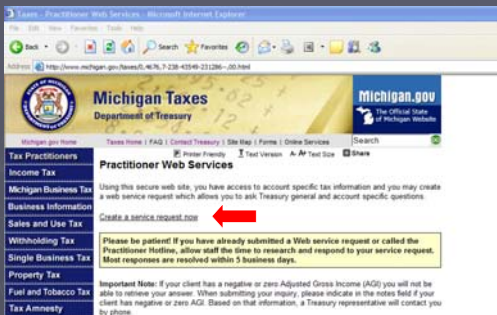 Taxes - Practitioner Web Services - Microsoft Internet Explorer
File Edit View Favorites Tools Help
Back Search Favorites
Address http://www.michigan.gov/taxes/0,4676,7-238-43549-231286--,00.html
Michigan Taxes
Department of Treasury
Michigan.gov
The Official State
of Michigan Website
Michigan.gov Home
Taxes Home | FAQ | Contact Treasury | Site Map | Forms | Online Services
Search
GO
Printer Friendly Text Version A- A+ Text Size Share
Tax Practitioners
Income Tax
Michigan Business Tax
Business Information
Sales and Use Tax
Withholding Tax
Single Business Tax
Property Tax
Fuel and Tobacco Tax
Tax Amnesty
Practitioner Web Services
Using this secure web site, you have access to account specific tax information and you may create
a web service request which allows you to ask Treasury general and account specific questions.
Create a service request now
Please be patient! If you have already submitted a Web service request or called the
Practitioner Hotline, allow staff the time to research and respond to your service request.
Most responses are resolved within 5 business days.
Important Note: If your client has a negative or zero Adjusted Gross Income (AGI) you will not be
able to retrieve your answer. When submitting your inquiry, please indicate in the notes field if your
client has negative or zero AGI. Based on that information, a Treasury representative will contact you
by phone.